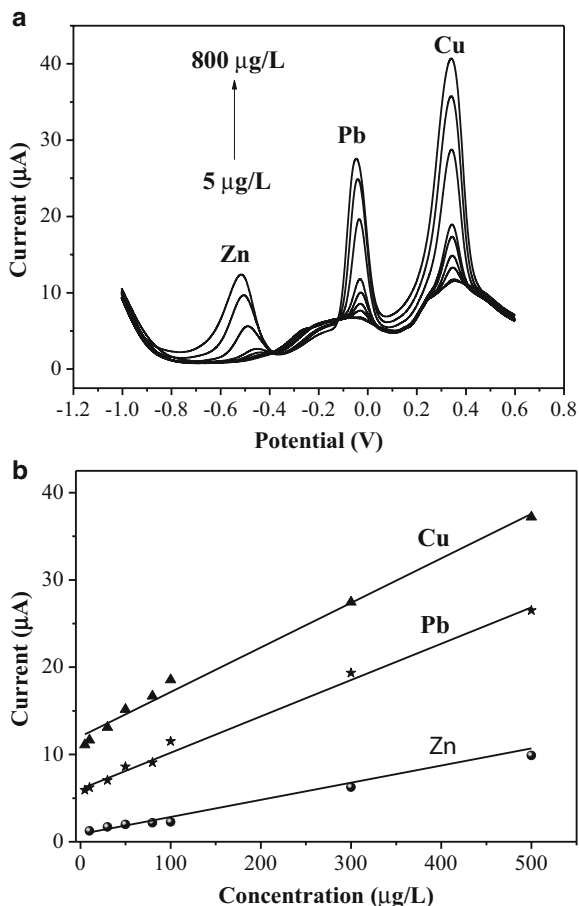 a
800 μg/L
5 μg/L
Zn
Pb
Cu
40
30
20
10
0
Current (μA)
-1.2 -1.0 -0.8 -0.6 -0.4 -0.2 0.0 0.2 0.4 0.6 0.8
Potential (V)
b
Cu
Pb
Zn
40
30
20
10
0
Current (μA)
0 100 200 300 400 500
Concentration (μg/L)